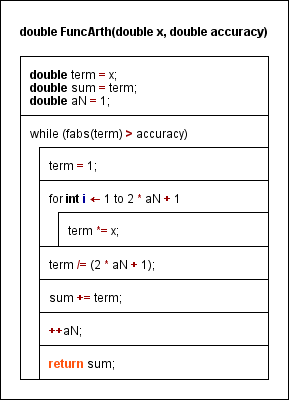 double FuncArth(double x, double accuracy)
double term = x;
double sum = term;
double aN = 1;
while (fabs(term) > accuracy)
term = 1;
for int i ← 1 to 2 * aN + 1
term *= x;
term /= (2 * aN + 1);
sum += term;
++aN;
return sum;